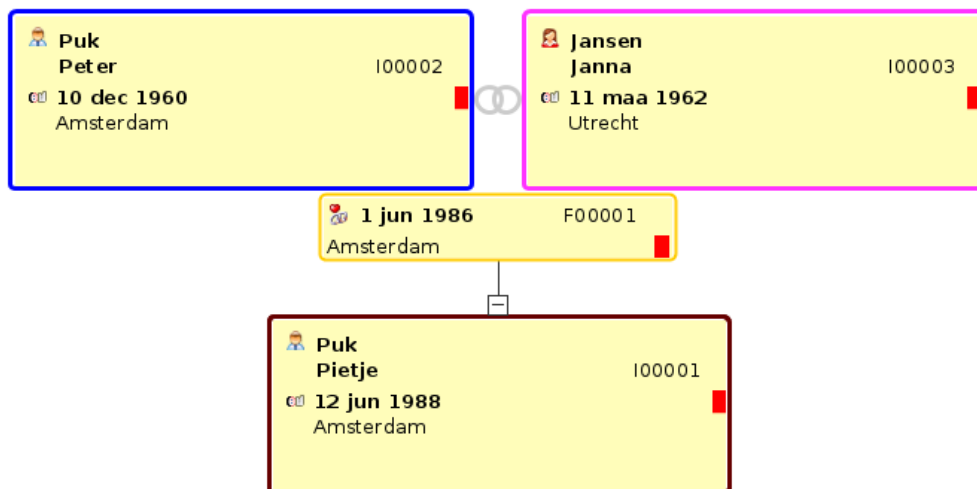 Puk
Peter I00002
10 dec 1960
Amsterdam
Jansen
Janna I00003
11 maa 1962
Utrecht
1 jun 1986 F00001
Amsterdam
Puk
Pietje I00001
12 jun 1988
Amsterdam